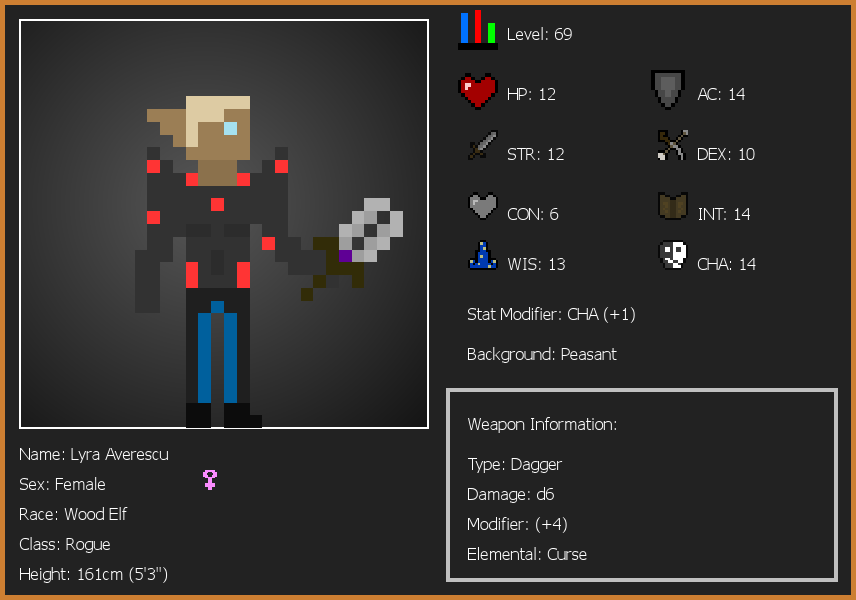 Level: 69
HP: 12
AC: 14
STR: 12
DEX: 10
CON: 6
INT: 14
WIS: 13
CHA: 14
Stat Modifier: CHA (+1)
Background: Peasant
Weapon Information:
Type: Dagger
Damage: d6
Modifier: (+4)
Elemental: Curse
Name: Lyra Averescu
Sex: Female
Race: Wood Elf
Class: Rogue
Height: 161cm (5'3")